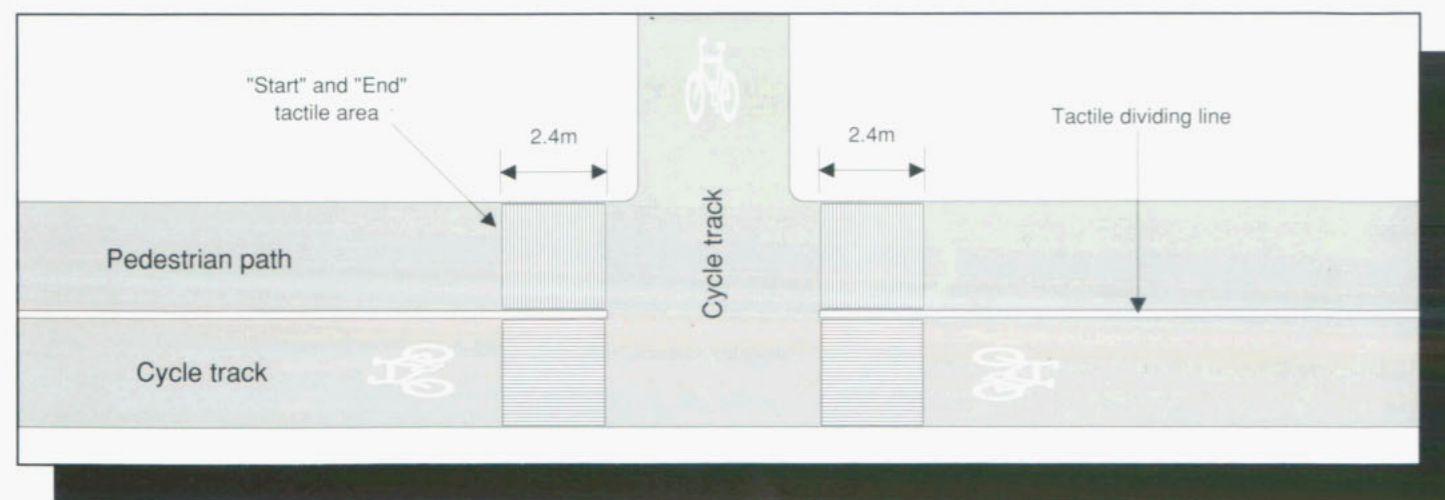 "Start" and "End"
tactile area
2.4m
2.4m
Tactile dividing line
Pedestrian path
Cycle track
Cycle track